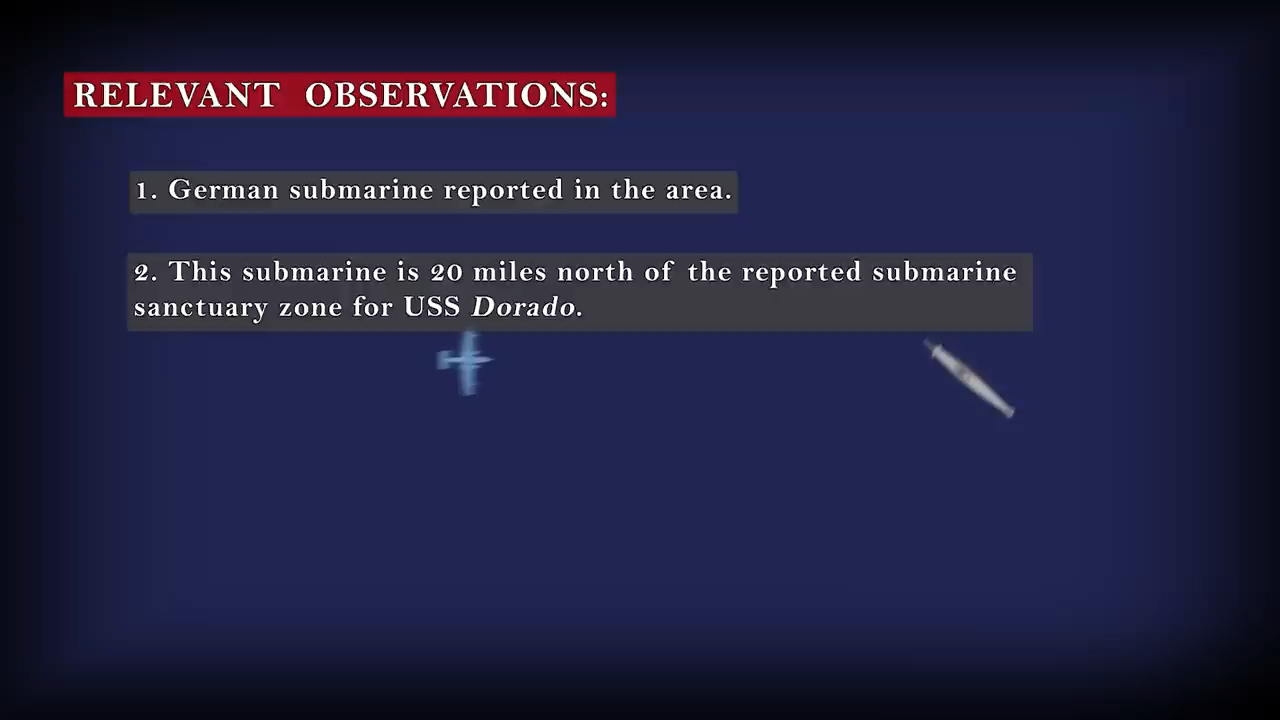 RELEVANT OBSERVATIONS:
1. German submarine reported in the area.
2. This submarine is 20 miles north of the reported submarine
sanctuary zone for USS Dorado.